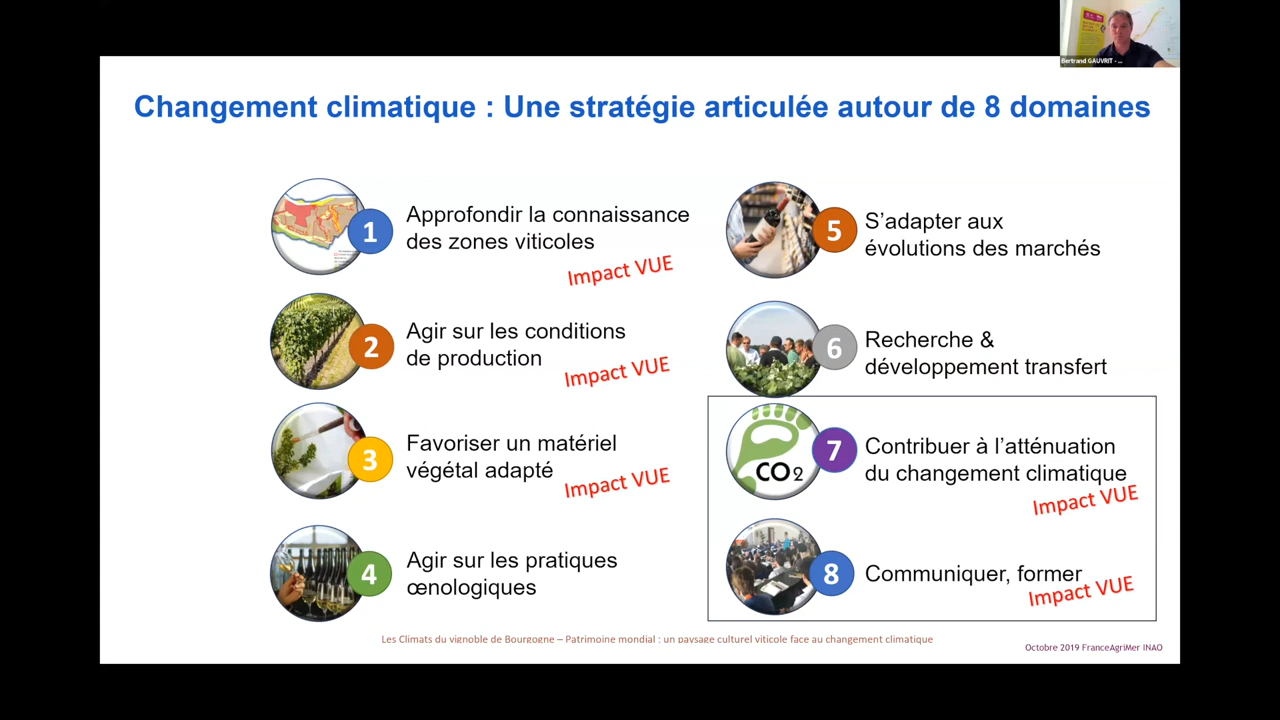 Bertrand GAUVRIT - ...
Changement climatique : Une stratégie articulée autour de 8 domaines
1
Approfondir la connaissance
des zones viticoles
Impact VUE
2
Agir sur les conditions
de production
Impact VUE
3
Favoriser un matériel
végétal adapté
Impact VUE
4
Agir sur les pratiques
œnologiques
5
S’adapter aux
évolutions des marchés
6
Recherche &
développement transfert
CO2
7
Contribuer à l’atténuation
du changement climatique
Impact VUE
8
Communiquer, former
Impact VUE
Les Climats du vignoble de Bourgogne – Patrimoine mondial : un paysage culturel viticole face au changement climatique
Octobre 2019 FranceAgriMer INAO